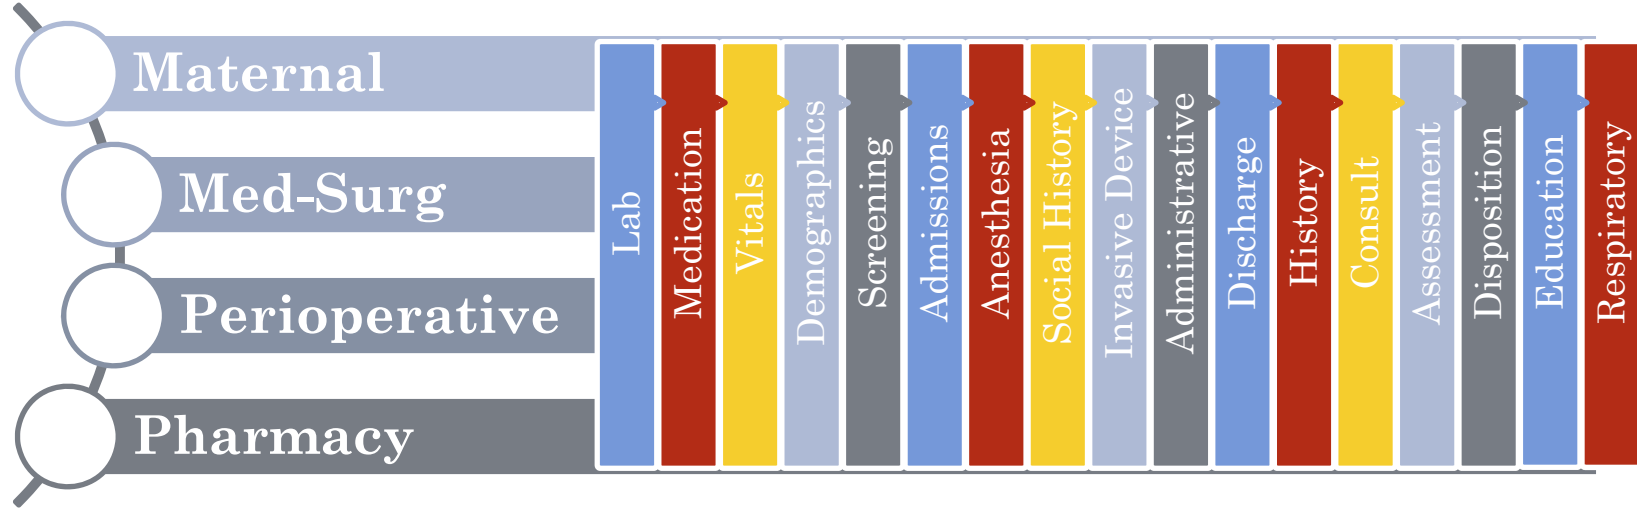 Maternal
Med-Surg
Perioperative
Pharmacy
Lab
Medication
Vitals
Demographics
Screening
Admissions
Anesthesia
Social History
Invasive Device
Administrative
Discharge
History
Consult
Assessment
Disposition
Education
Respiratory